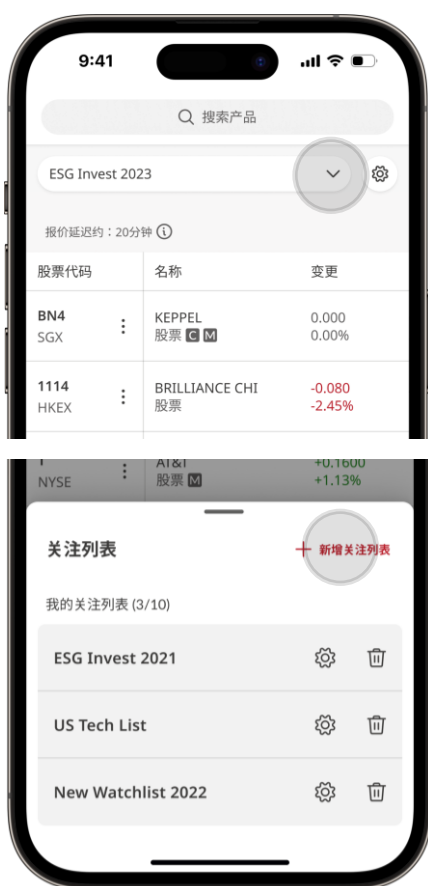 9:41
搜索产品
ESG Invest 2023
报价延迟约：20分钟
股票代码 名称 变更
BN4 KEPPEL 0.000
SGX 股票 C M 0.00%
1114 BRILLIANCE CHI -0.080
HKEX 股票 -2.45%
T AT&T +0.1600
NYSE 股票 M +1.13%
关注列表 新增关注列表
我的关注列表 (3/10)
ESG Invest 2021
US Tech List
New Watchlist 2022